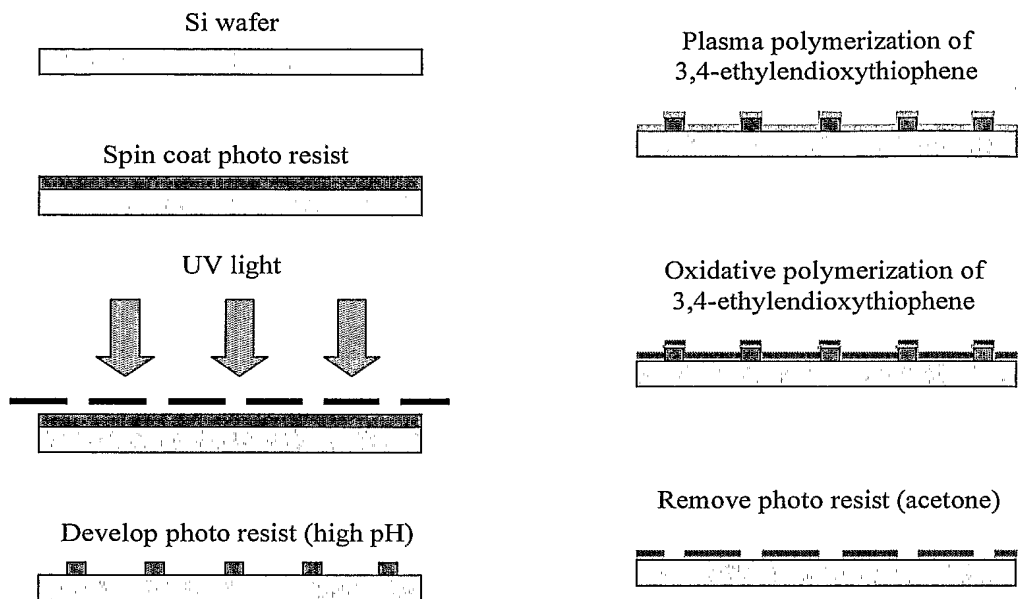 Si wafer
Spin coat photo resist
UV light
Develop photo resist (high pH)
Plasma polymerization of
3,4-ethylendioxythiophene
Oxidative polymerization of
3,4-ethylendioxythiophene
Remove photo resist (acetone)